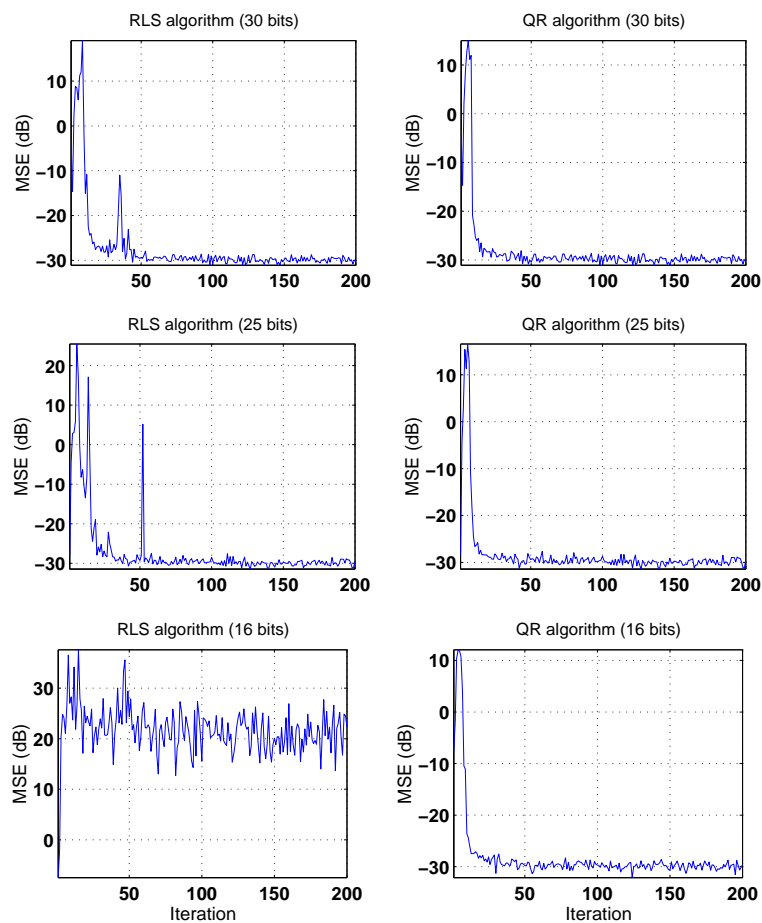 RLS algorithm (30 bits)
MSE (dB)
10
0
−10
−20
−30
50 100 150 200
QR algorithm (30 bits)
MSE (dB)
10
0
−10
−20
−30
50 100 150 200
RLS algorithm (25 bits)
MSE (dB)
20
10
0
−10
−20
−30
50 100 150 200
QR algorithm (25 bits)
MSE (dB)
10
0
−10
−20
−30
50 100 150 200
RLS algorithm (16 bits)
MSE (dB)
30
20
10
0
50 100 150 200
Iteration
QR algorithm (16 bits)
MSE (dB)
10
0
−10
−20
−30
50 100 150 200
Iteration